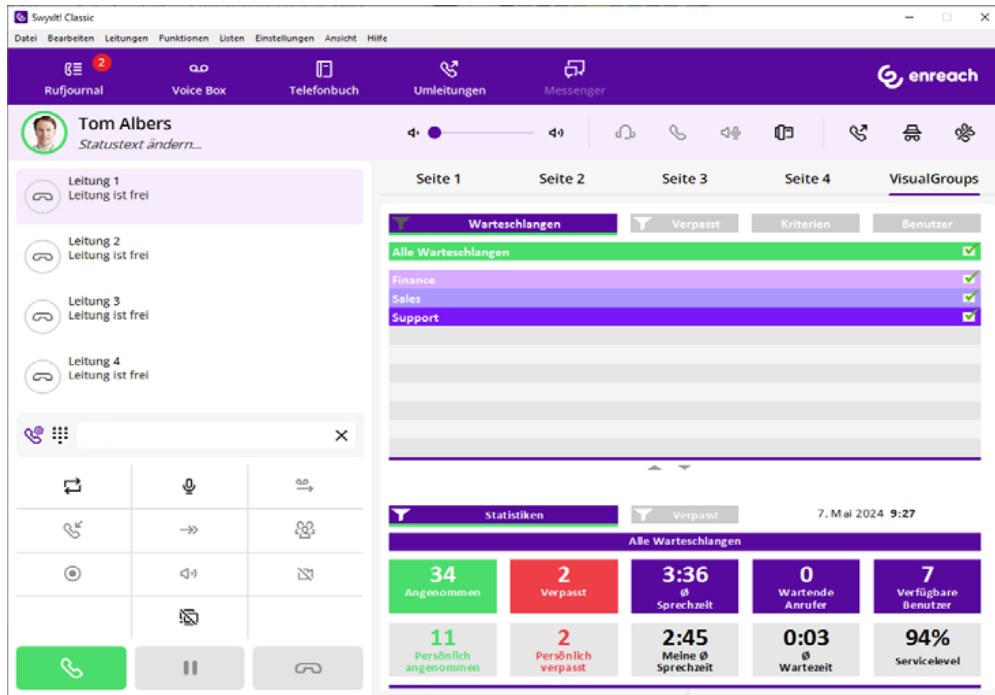 SwyxIt! Classic
Datei Bearbeiten Leitungen Funktionen Listen Einstellungen Ansicht Hilfe
2
Rufjournal Voice Box Telefonbuch Umleitungen Messenger
enreach
Tom Albers
Statustext ändern...
Leitung 1
Leitung ist frei
Leitung 2
Leitung ist frei
Leitung 3
Leitung ist frei
Leitung 4
Leitung ist frei
Seite 1 Seite 2 Seite 3 Seite 4 VisualGroups
Warteschlangen Verpasst Kriterien Benutzer
Alle Warteschlangen
Finance
Sales
Support
Statistiken Verpasst 7. Mai 2024 9:27
Alle Warteschlangen
34
Angenommen
2
Verpasst
3:36
Ø
Sprechzeit
0
Wartende
Anrufer
7
Verfügbare
Benutzer
11
Persönlich
angenommen
2
Persönlich
verpasst
2:45
Meine Ø
Sprechzeit
0:03
Ø
Wartezeit
94%
Servicelevel